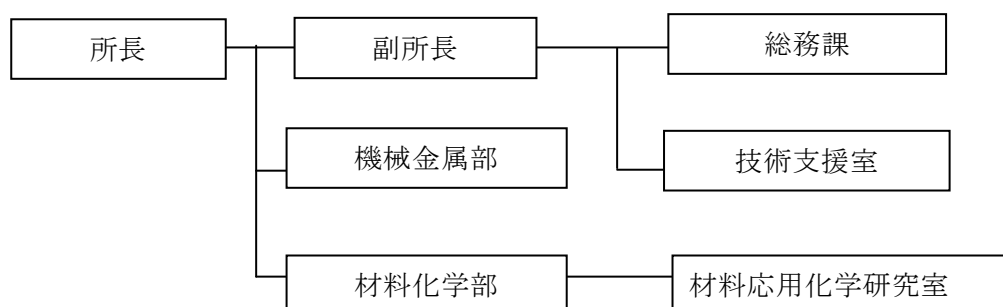 所長
副所長
総務課
機械金属部
技術支援室
材料化学部
材料応用化学研究室